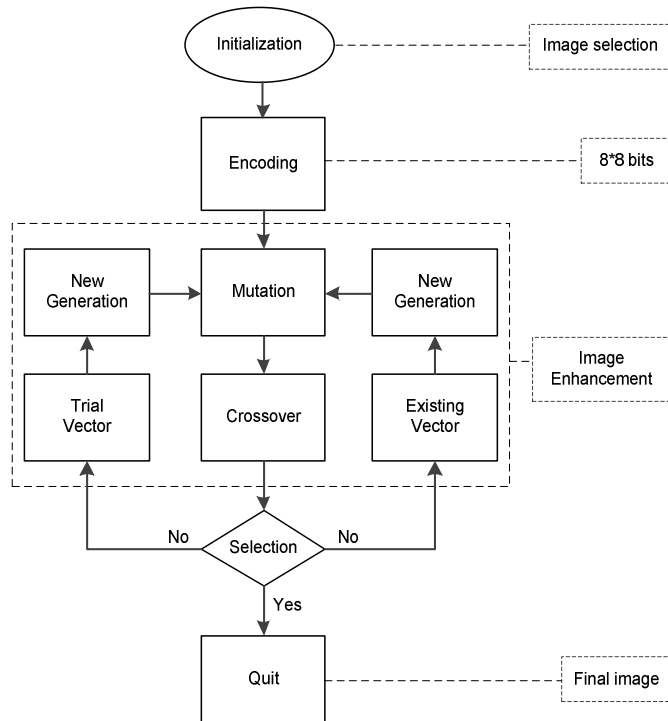 Initialization
Image selection
Encoding
8*8 bits
New
Generation
Mutation
New
Generation
Image
Enhancement
Trial
Vector
Crossover
Existing
Vector
No
Selection
No
Yes
Quit
Final image